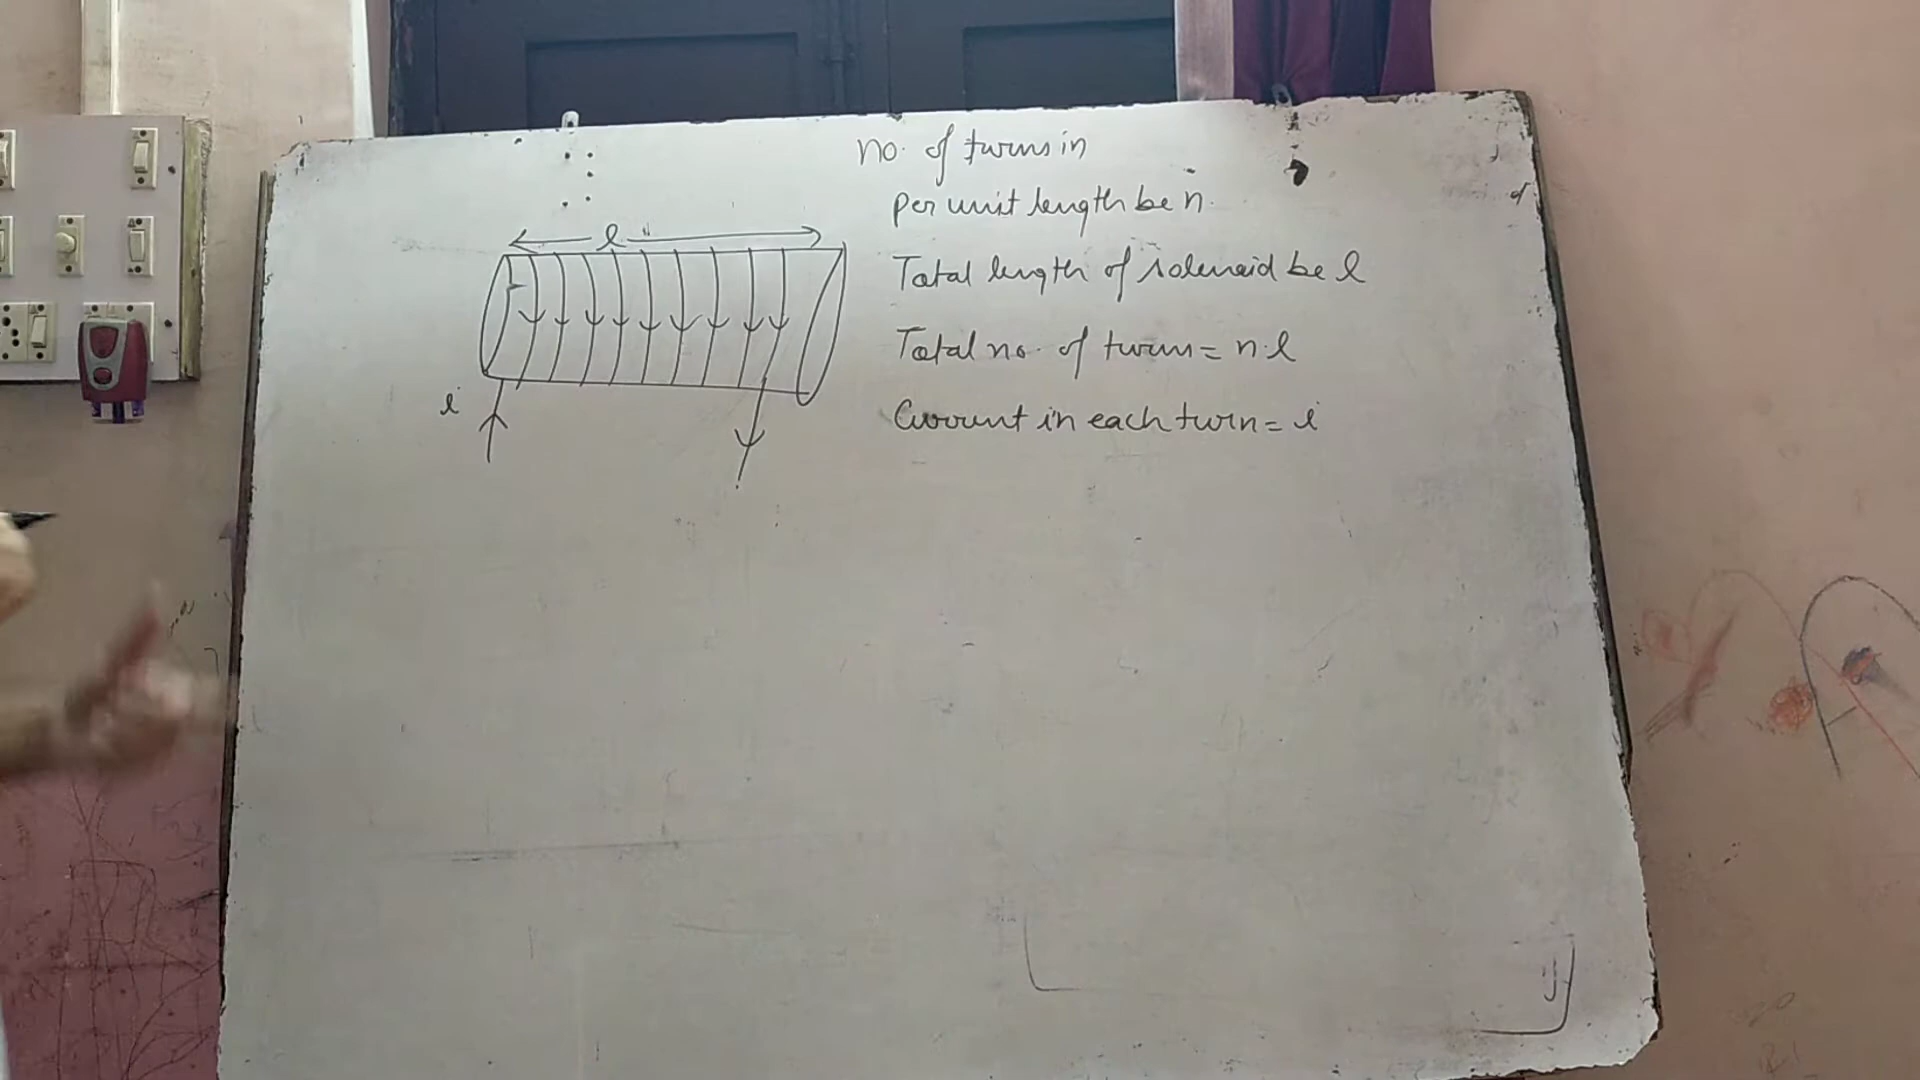 no. of turns in
per unit length be n.
l
Total length of solenoid be l
Total no. of turn = n.l
i
Current in each turn = i